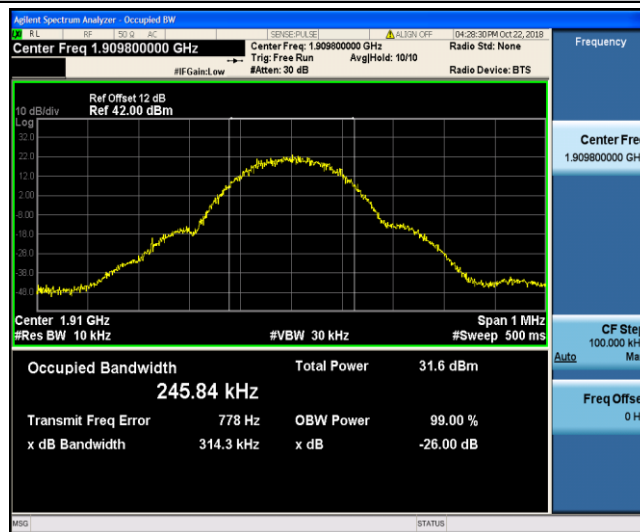 Agilent Spectrum Analyzer - Occupied BW
RL RF 50 Ω AC SENSE:PULSE ALIGN OFF 04:28:30 PM Oct 22, 2018
Center Freq 1.909800000 GHz
Center Freq: 1.909800000 GHz Radio Std: None
Trig: Free Run Avg|Hold: 10/10
#IFGain:Low #Atten: 30 dB Radio Device: BTS
Frequency
Ref Offset 12 dB
10 dB/div Ref 42.00 dBm
Log
32.0
22.0
12.0
2.00
-8.00
-18.0
-28.0
-38.0
-48.0
Center 1.91 GHz Span 1 MHz
#Res BW 10 kHz #VBW 30 kHz #Sweep 500 ms
Occupied Bandwidth Total Power 31.6 dBm
245.84 kHz
Transmit Freq Error 778 Hz OBW Power 99.00 %
x dB Bandwidth 314.3 kHz x dB -26.00 dB
Center Fre
1.909800000 GH
CF Ste
100.000 kH
Auto Ma
Freq Offse
0 H
MSG STATUS